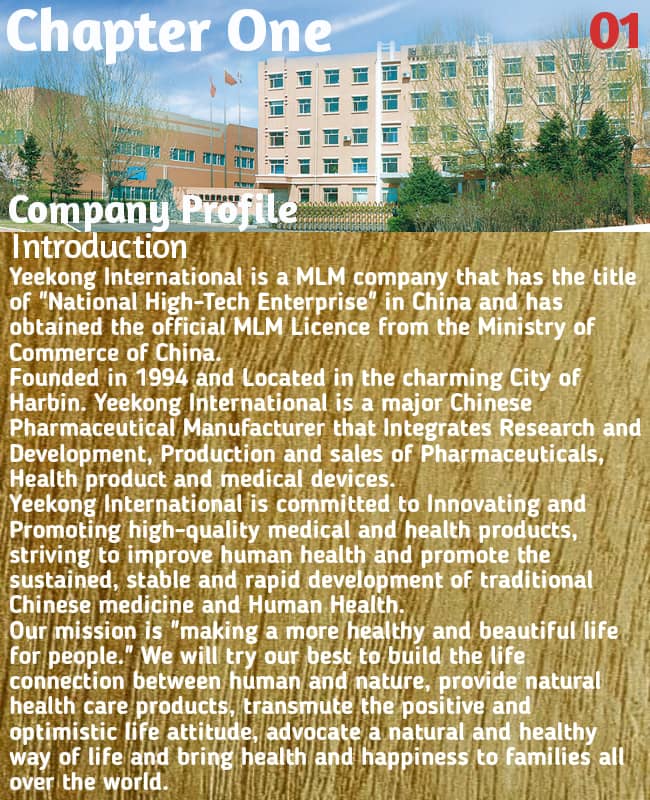 Chapter One
01
Company Profile
Introduction
Yeekong International is a MLM company that has the title
of "National High-Tech Enterprise" in China and has
obtained the official MLM Licence from the Ministry of
Commerce of China.
Founded in 1994 and Located in the charming City of
Harbin. Yeekong International is a major Chinese
Pharmaceutical Manufacturer that Integrates Research and
Development, Production and sales of Pharmaceuticals,
Health product and medical devices.
Yeekong International is committed to Innovating and
Promoting high-quality medical and health products,
striving to improve human health and promote the
sustained, stable and rapid development of traditional
Chinese medicine and Human Health.
Our mission is "making a more healthy and beautiful life
for people." We will try our best to build the life
connection between human and nature, provide natural
health care products, transmute the positive and
optimistic life attitude, advocate a natural and healthy
way of life and bring health and happiness to families all
over the world.